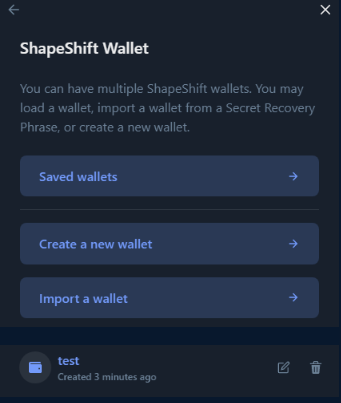 ShapeShift Wallet
You can have multiple ShapeShift wallets. You may
load a wallet, import a wallet from a Secret Recovery
Phrase, or create a new wallet.
Saved wallets
Create a new wallet
Import a wallet
test
Created 3 minutes ago